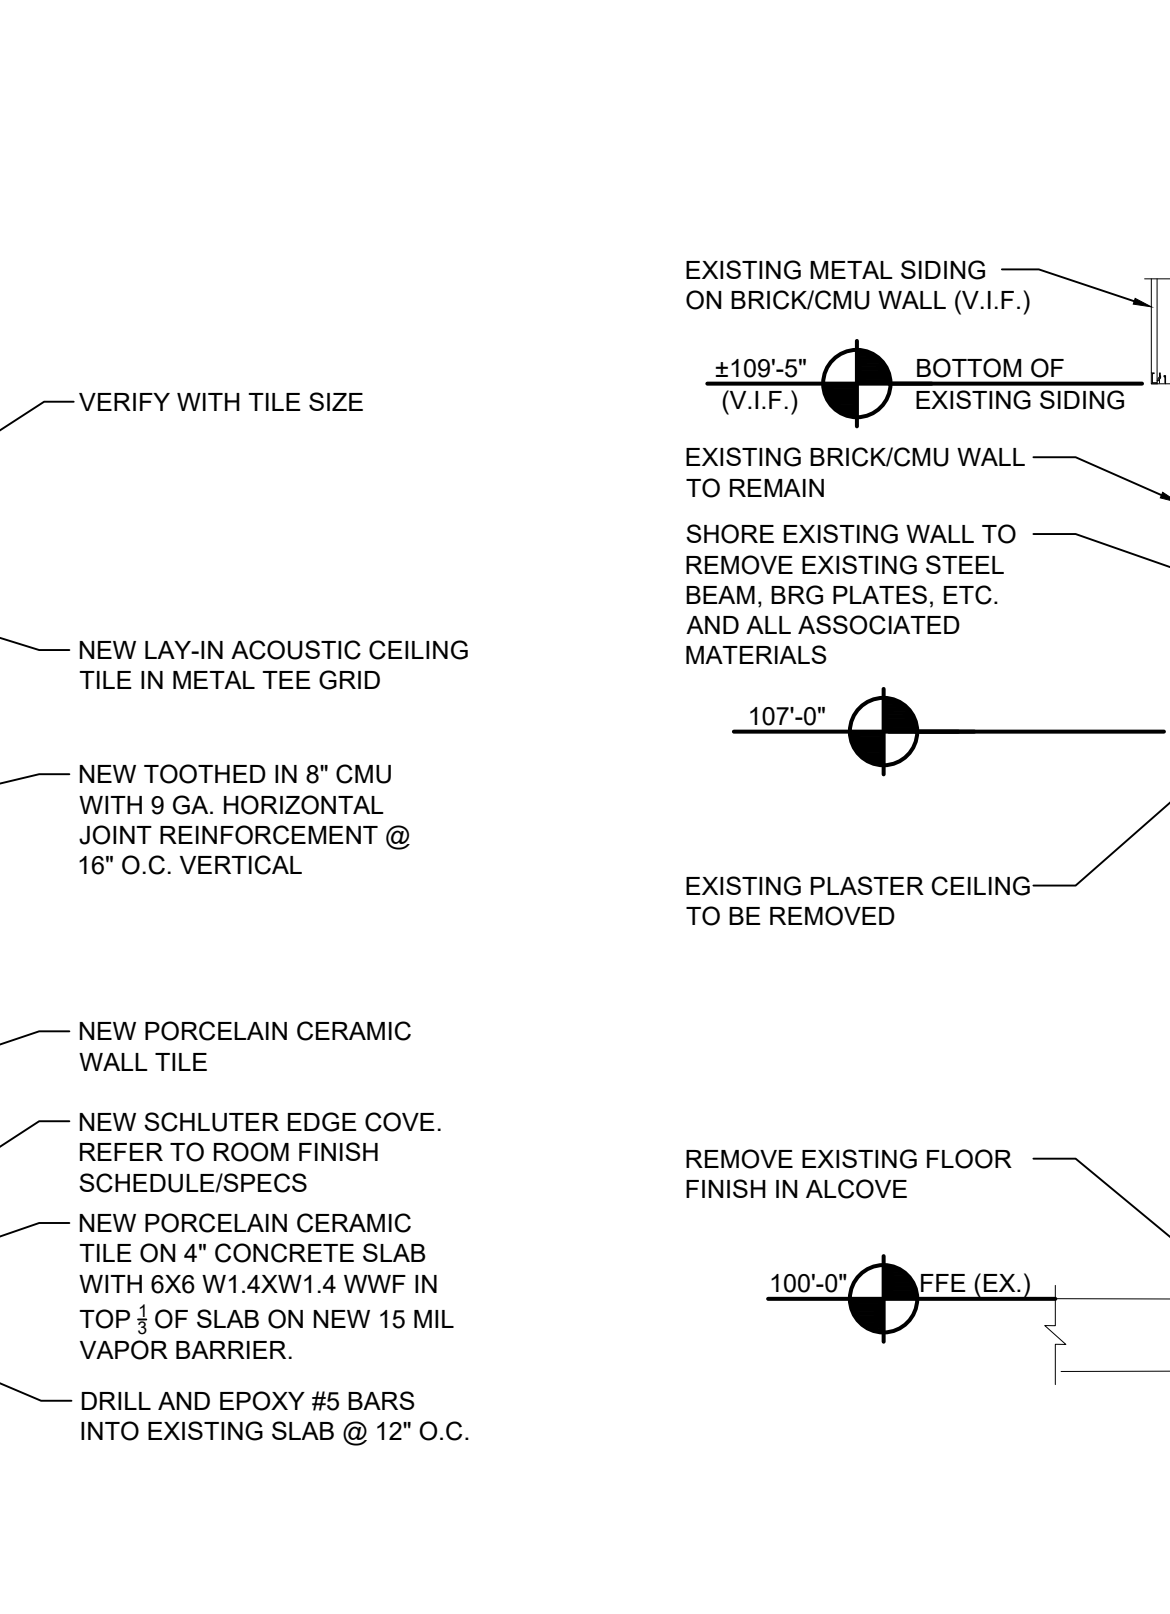 VERIFY WITH TILE SIZE
NEW LAY-IN ACOUSTIC CEILING
TILE IN METAL TEE GRID
NEW TOOTHED IN 8" CMU
WITH 9 GA. HORIZONTAL
JOINT REINFORCEMENT @
16" O.C. VERTICAL
NEW PORCELAIN CERAMIC
WALL TILE
NEW SCHLUTER EDGE COVE.
REFER TO ROOM FINISH
SCHEDULE/SPECS
NEW PORCELAIN CERAMIC
TILE ON 4" CONCRETE SLAB
WITH 6X6 W1.4XW1.4 WWF IN
TOP 1/3 OF SLAB ON NEW 15 MIL
VAPOR BARRIER.
DRILL AND EPOXY #5 BARS
INTO EXISTING SLAB @ 12" O.C.
EXISTING METAL SIDING
ON BRICK/CMU WALL (V.I.F.)
±109'-5"
(V.I.F.)
BOTTOM OF
EXISTING SIDING
EXISTING BRICK/CMU WALL
TO REMAIN
SHORE EXISTING WALL TO
REMOVE EXISTING STEEL
BEAM, BRG PLATES, ETC.
AND ALL ASSOCIATED
MATERIALS
107'-0"
EXISTING PLASTER CEILING
TO BE REMOVED
REMOVE EXISTING FLOOR
FINISH IN ALCOVE
100'-0"
FFE (EX.)